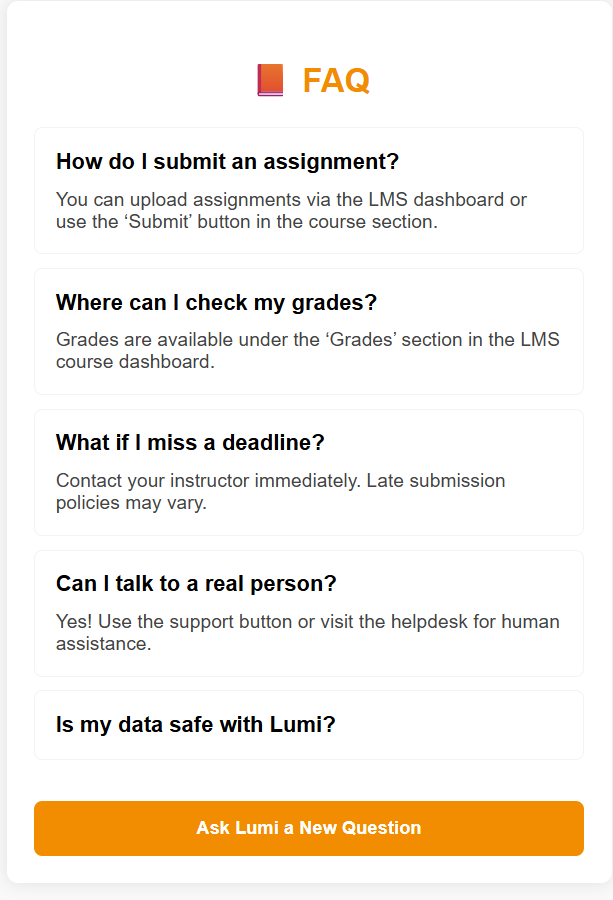 FAQ
How do I submit an assignment?
You can upload assignments via the LMS dashboard or
use the ‘Submit’ button in the course section.
Where can I check my grades?
Grades are available under the ‘Grades’ section in the LMS
course dashboard.
What if I miss a deadline?
Contact your instructor immediately. Late submission
policies may vary.
Can I talk to a real person?
Yes! Use the support button or visit the helpdesk for human
assistance.
Is my data safe with Lumi?
Ask Lumi a New Question